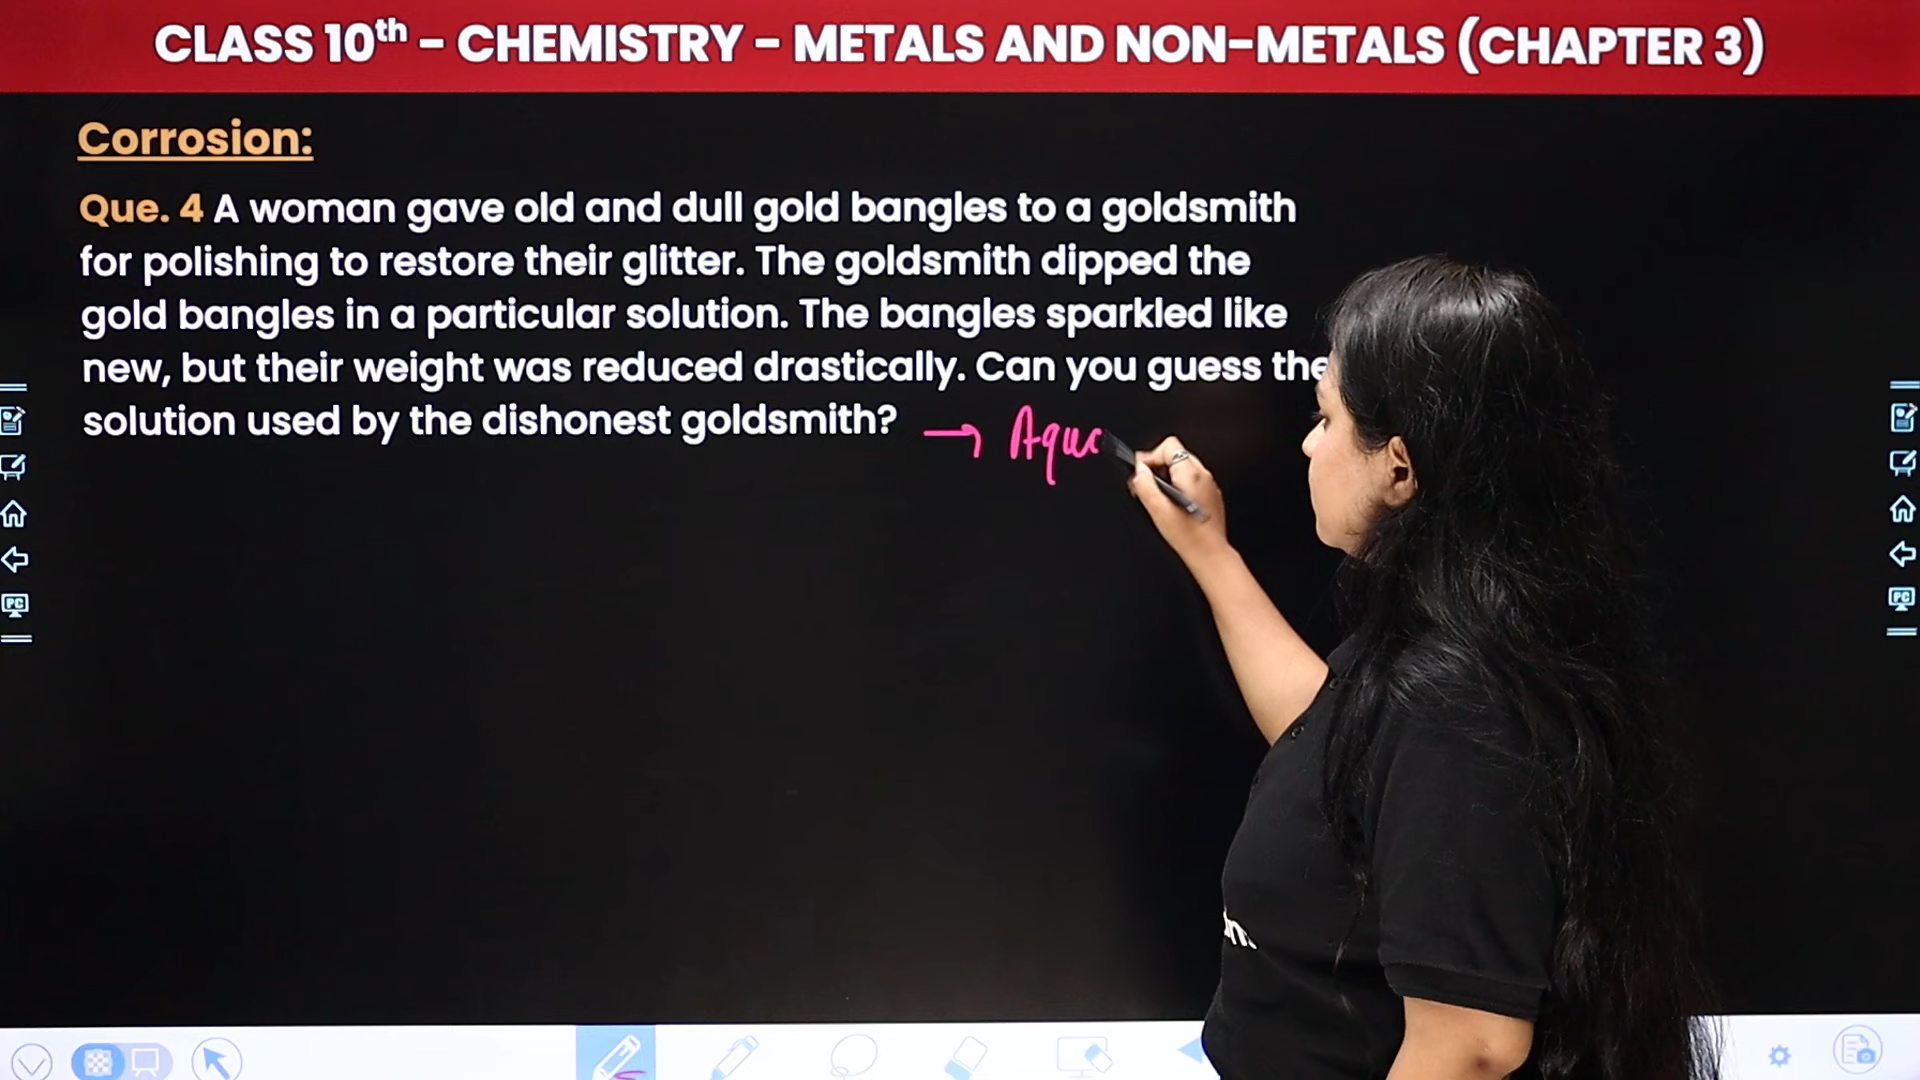 CLASS 10th - CHEMISTRY - METALS AND NON-METALS (CHAPTER 3)
Corrosion:
Que. 4 A woman gave old and dull gold bangles to a goldsmith
for polishing to restore their glitter. The goldsmith dipped the
gold bangles in a particular solution. The bangles sparkled like
new, but their weight was reduced drastically. Can you guess the
solution used by the dishonest goldsmith? → Aqua
PC
PC